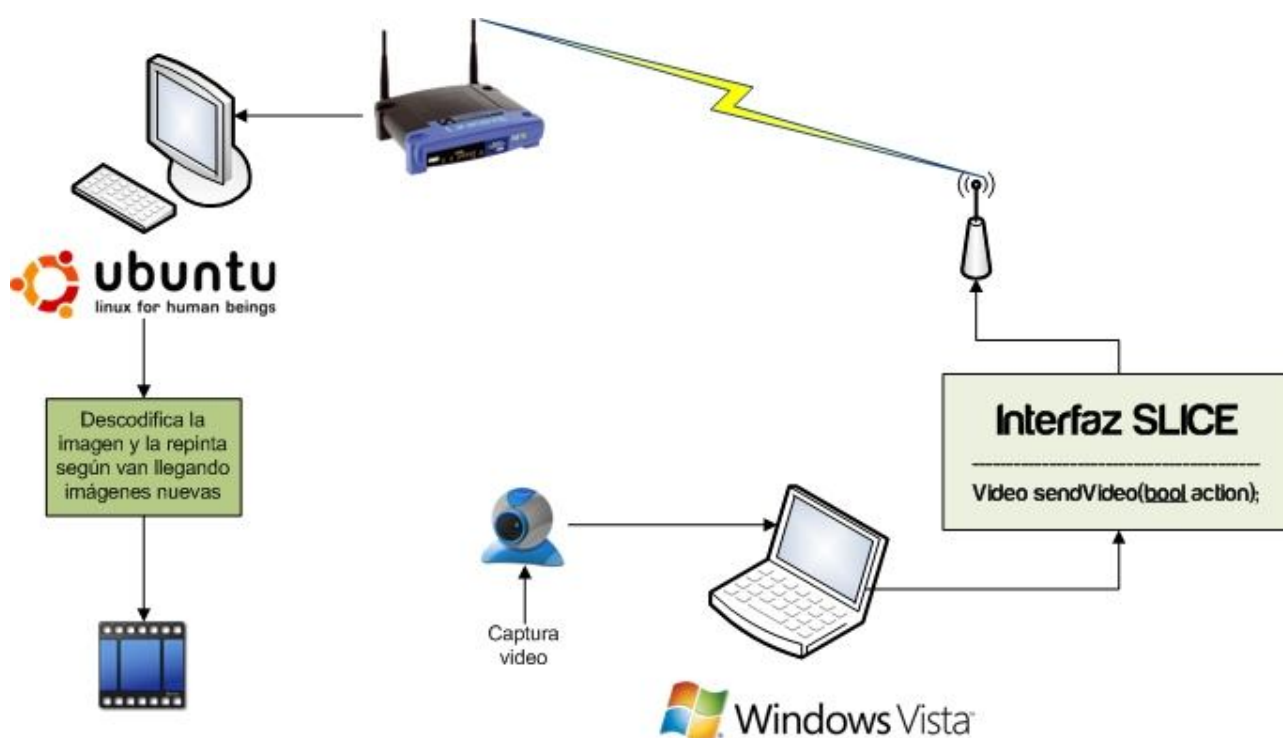 ubuntu
linux for human beings
Descodifica la
imagen y la repinta
según van llegando
imágenes nuevas
Captura
video
Interfaz SLICE
Video sendVideo(bool action);
Windows Vista